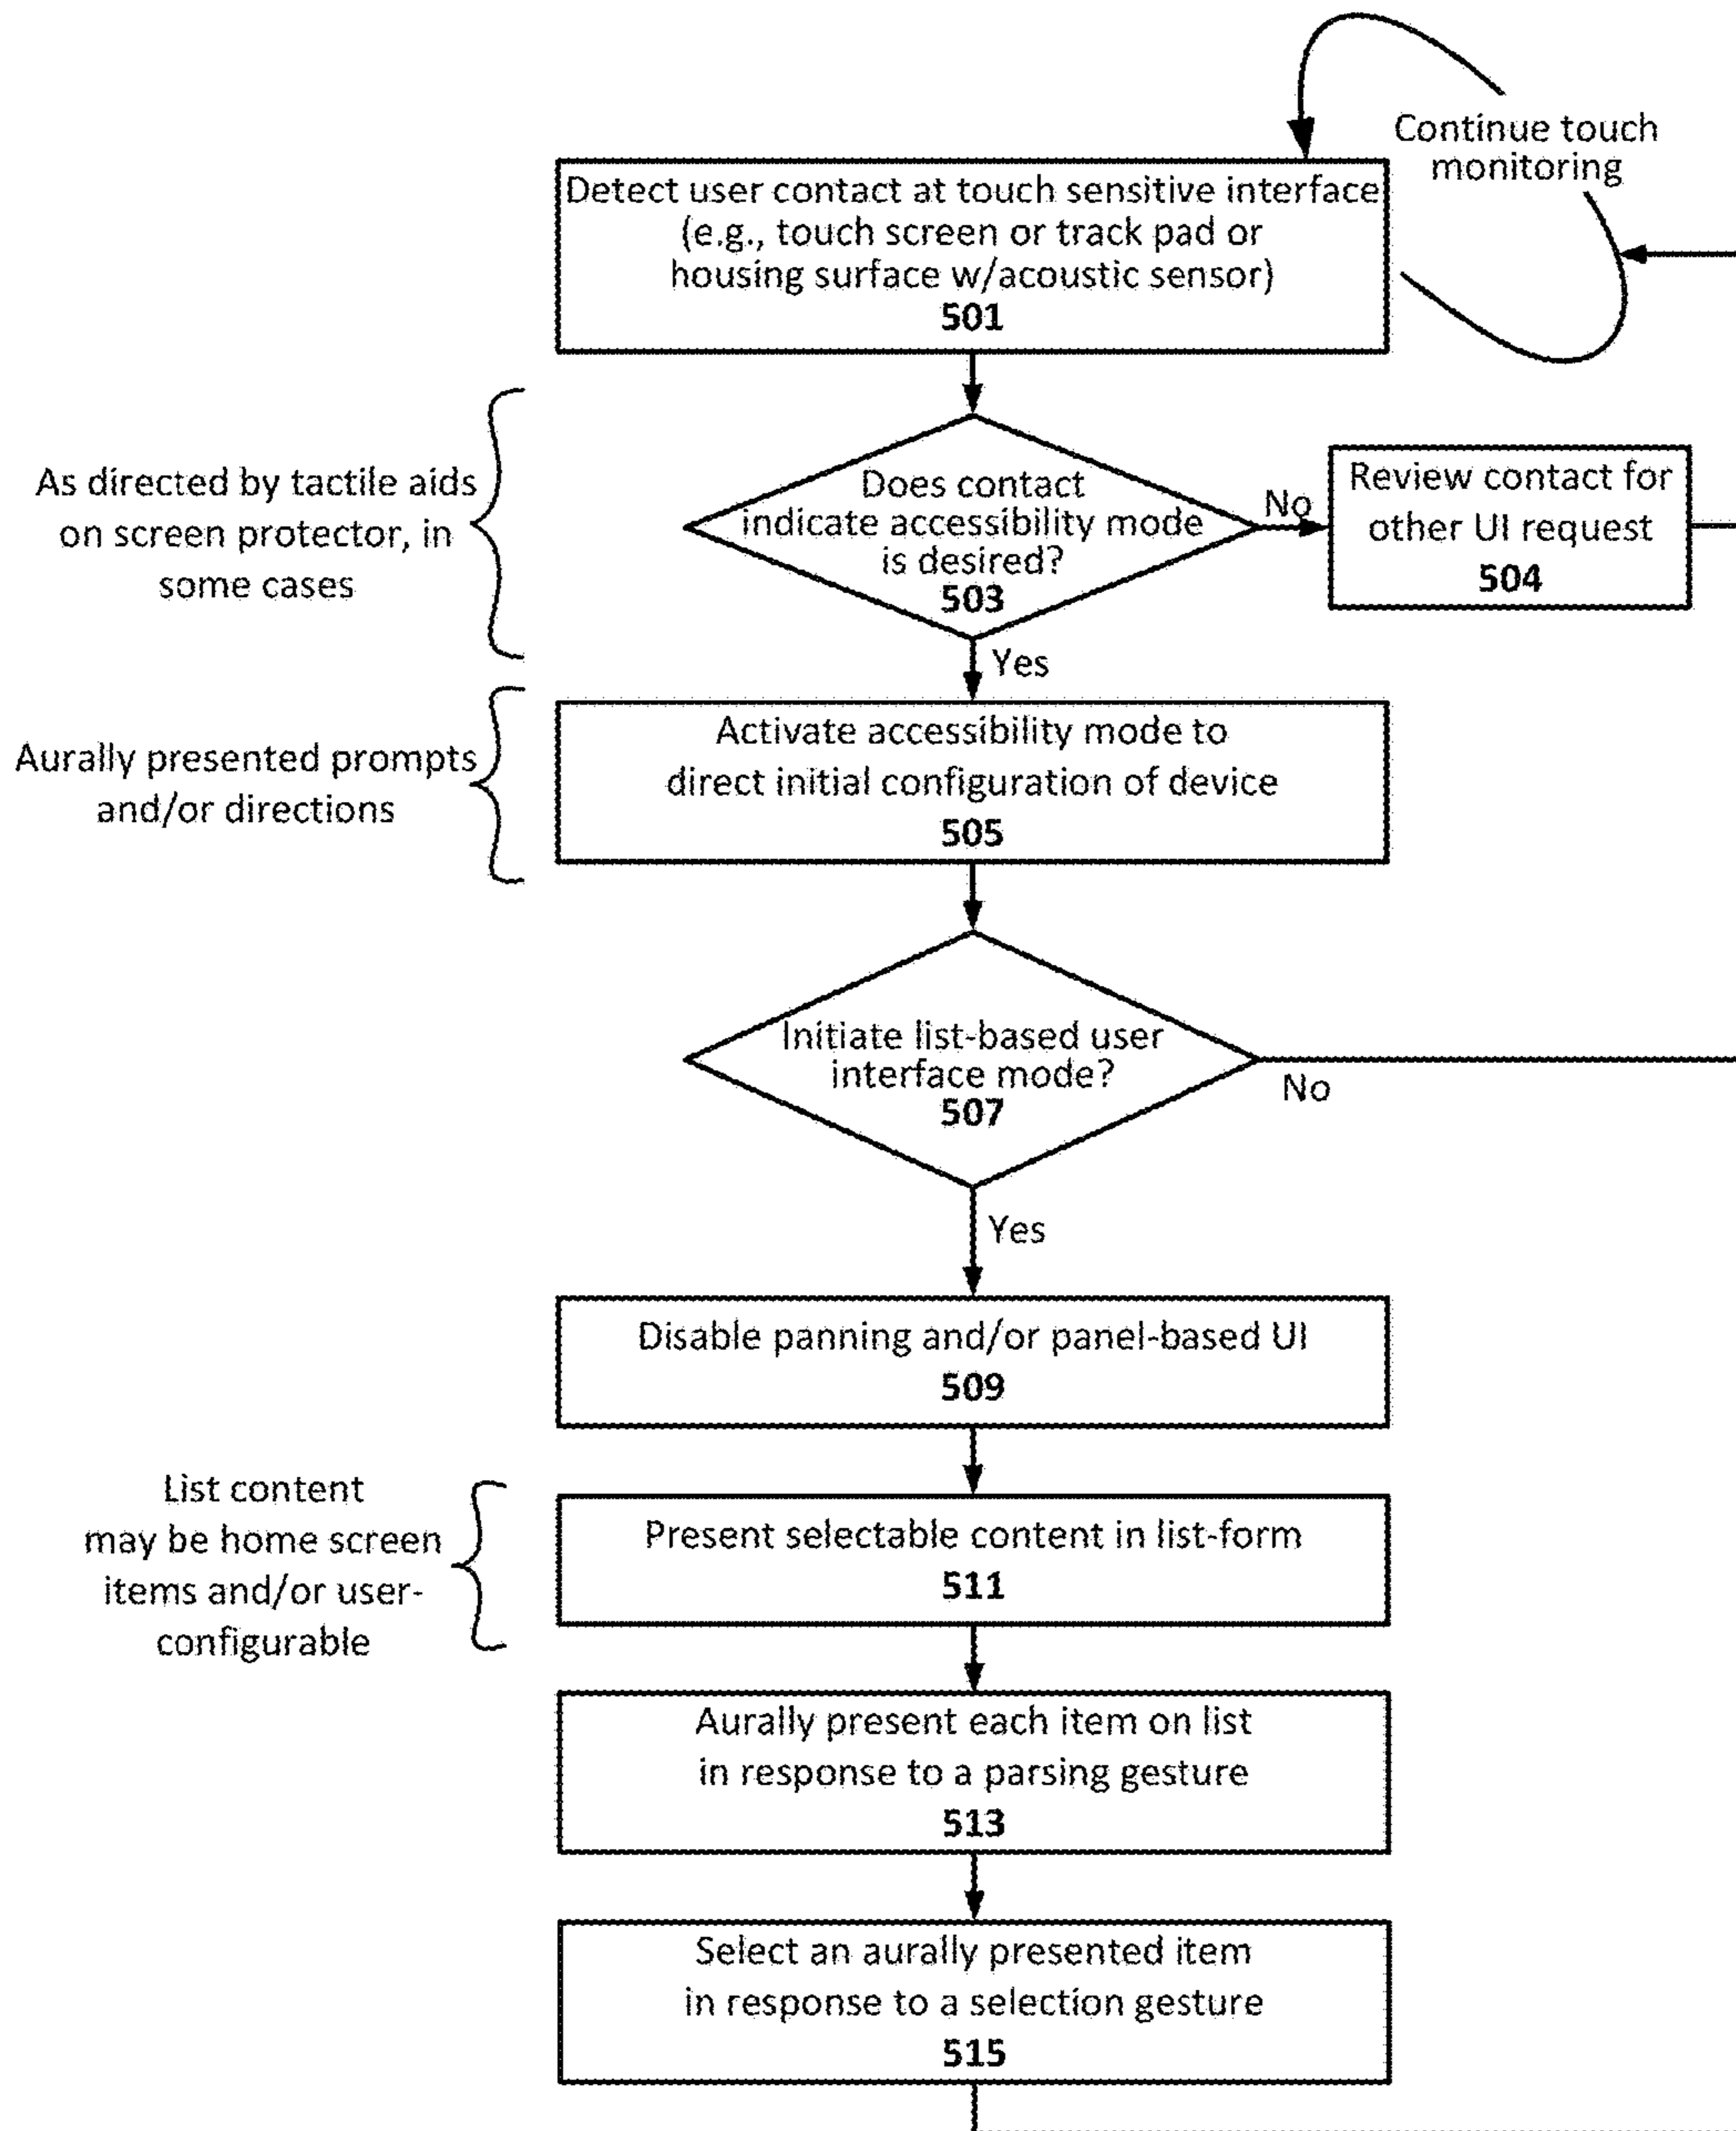 Continue touch
monitoring
Detect user contact at touch sensitive interface
(e.g., touch screen or track pad or
housing surface w/acoustic sensor)
501
As directed by tactile aids
on screen protector, in
some cases
Does contact
indicate accessibility mode
is desired?
503
No
Review contact for
other UI request
504
Yes
Aurally presented prompts
and/or directions
Activate accessibility mode to
direct initial configuration of device
505
Initiate list-based user
interface mode?
507
No
Yes
Disable panning and/or panel-based UI
509
List content
may be home screen
items and/or user-
configurable
Present selectable content in list-form
511
Aurally present each item on list
in response to a parsing gesture
513
Select an aurally presented item
in response to a selection gesture
515